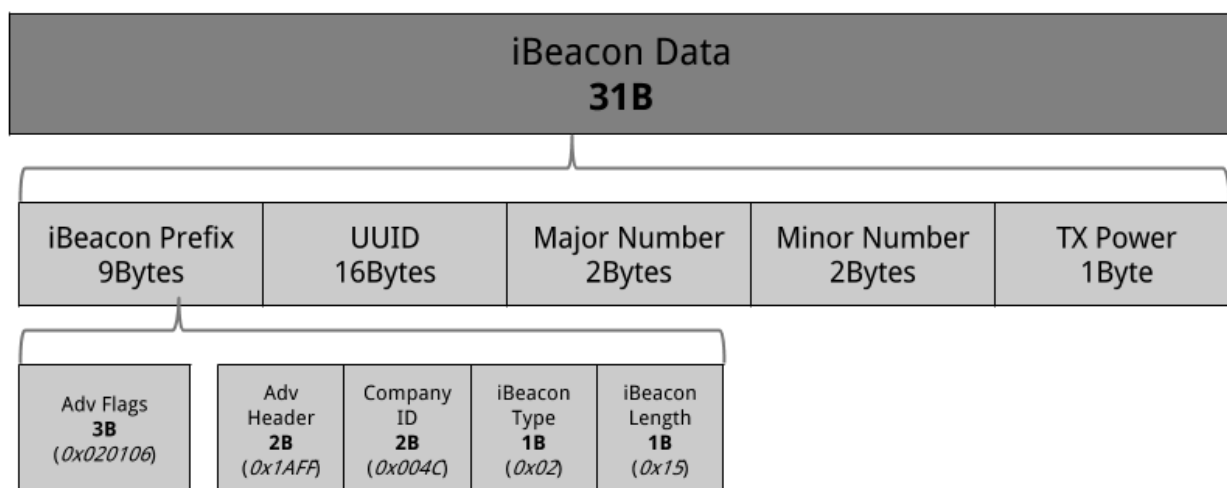 iBeacon Data
31B
iBeacon Prefix
9Bytes
UUID
16Bytes
Major Number
2Bytes
Minor Number
2Bytes
TX Power
1Byte
Adv Flags
3B
(0x020106)
Adv
Header
2B
(0x1AFF)
Company
ID
2B
(0x004C)
iBeacon
Type
1B
(0x02)
iBeacon
Length
1B
(0x15)